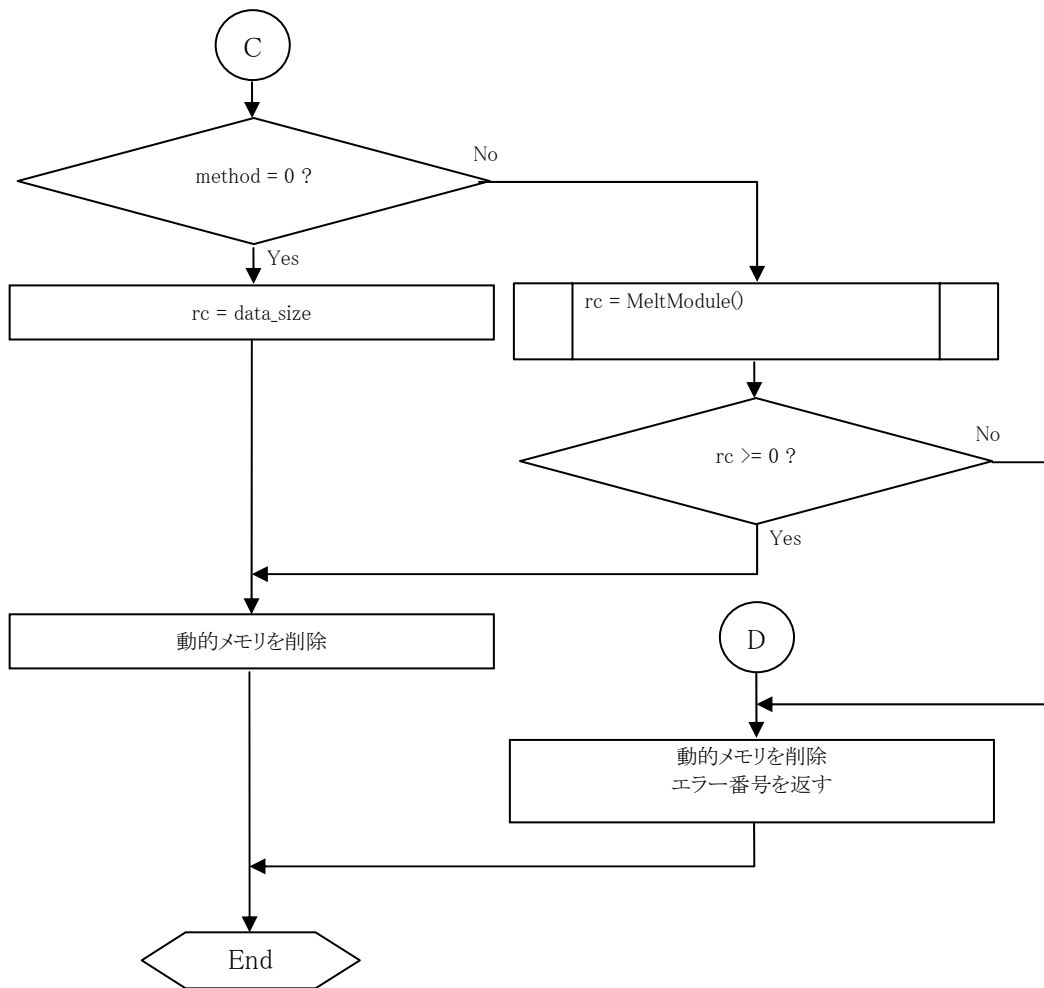 C
method = 0 ?
No
Yes
rc = data_size
rc = MeltModule()
rc >= 0 ?
No
Yes
動的メモリを削除
D
動的メモリを削除
エラー番号を返す
End